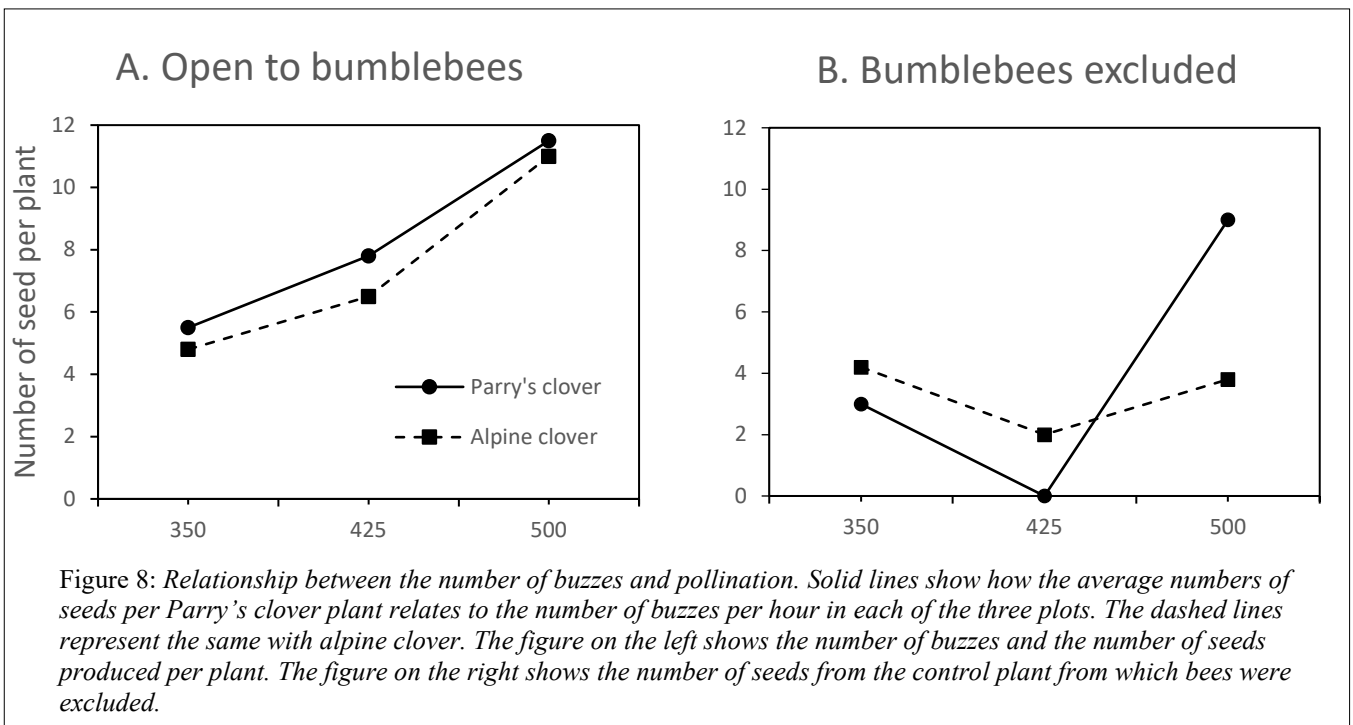 A. Open to bumblebees
Number of seed per plant
12
10
8
6
4
2
0
350
425
500
Parry's clover
Alpine clover
B. Bumblebees excluded
12
10
8
6
4
2
0
350
425
500
Figure 8: Relationship between the number of buzzes and pollination. Solid lines show how the average numbers of
seeds per Parry’s clover plant relates to the number of buzzes per hour in each of the three plots. The dashed lines
represent the same with alpine clover. The figure on the left shows the number of buzzes and the number of seeds
produced per plant. The figure on the right shows the number of seeds from the control plant from which bees were
excluded.